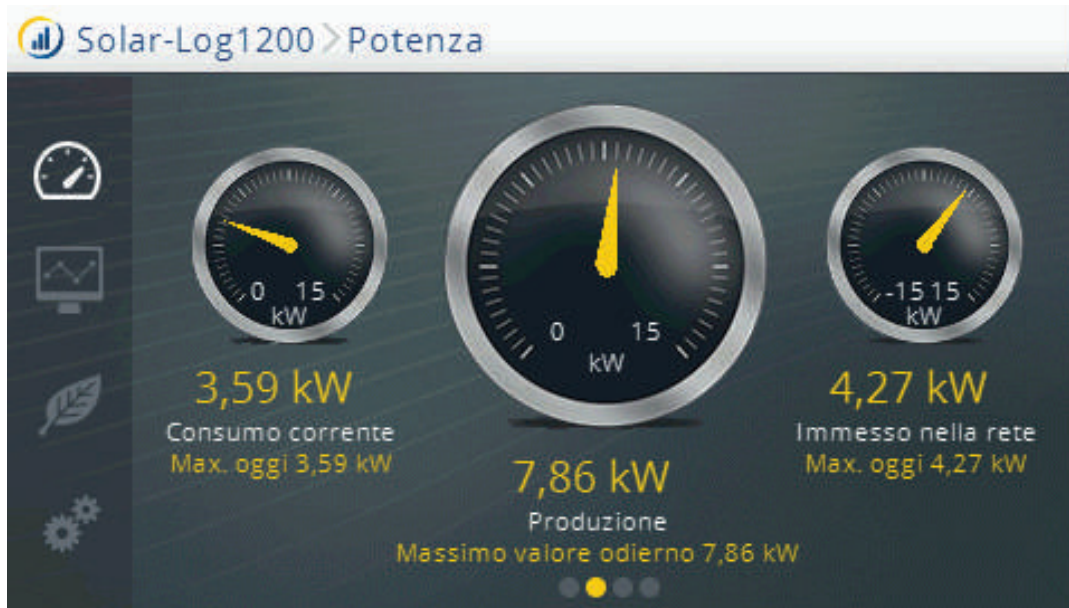 Solar-Log1200 > Potenza
0 15
kW
3,59 kW
Consumo corrente
Max. oggi 3,59 kW
0 15
kW
7,86 kW
Produzione
Massimo valore odierno 7,86 kW
-15 15
kW
4,27 kW
Immesso nella rete
Max. oggi 4,27 kW